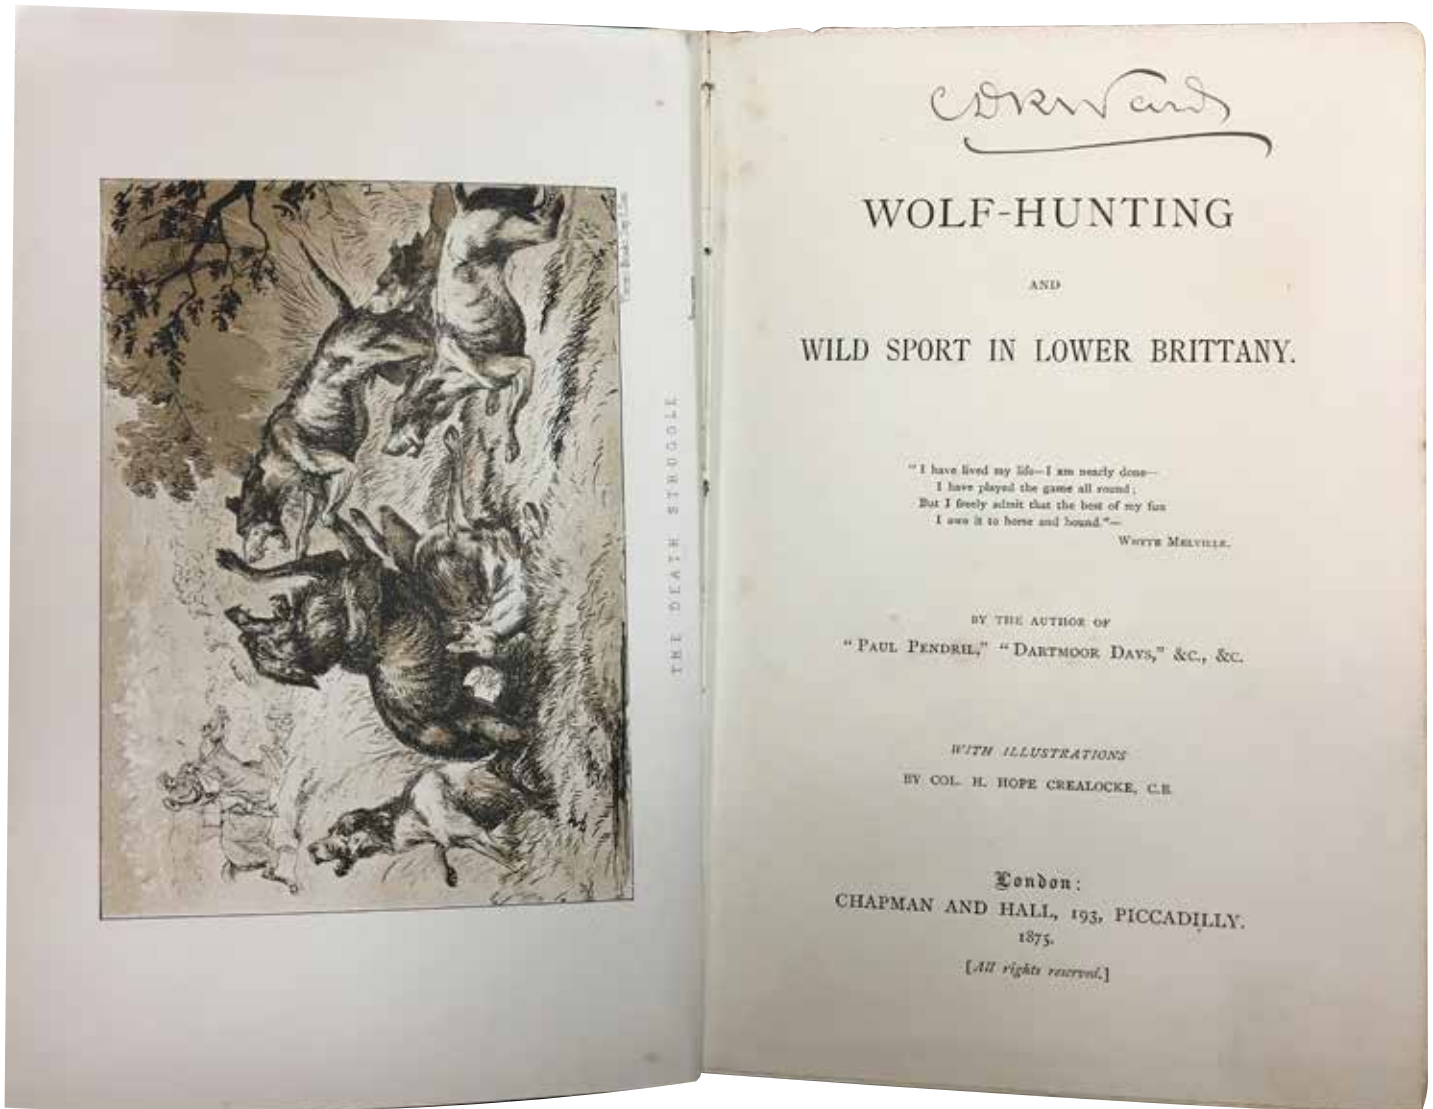 THE DEATH STRUGGLE
CDRWard
WOLF-HUNTING
AND
WILD SPORT IN LOWER BRITTANY.
"I have lived my life—I am nearly done—
I have played the game all round;
But I freely admit that the best of my fun
I owe it to horse and hound."—
WHYTE MELVILLE.
BY THE AUTHOR OF
"PAUL PENDRIL," "DARTMOOR DAYS," &C., &C.
WITH ILLUSTRATIONS
BY COL. H. HOPE CREALOCKE, C.B.
London:
CHAPMAN AND HALL, 193, PICCADILLY.
1875.
[All rights reserved.]